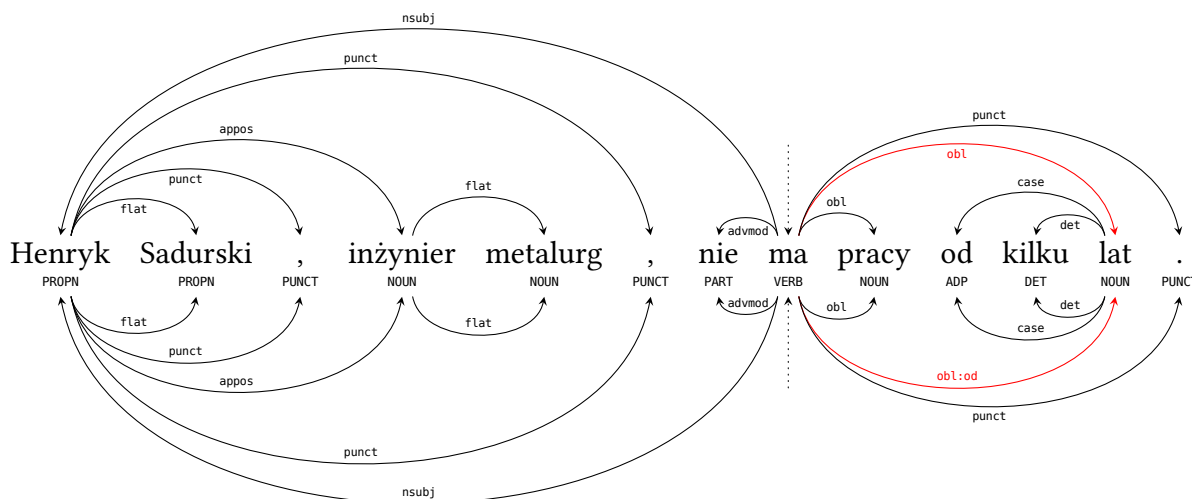 nsubj
punct
appos
punct
flat
flat
punct
obl
case
advmod
obl
det
Henryk Sadurski , inżynier metalurg , nie ma pracy od kilku lat .
PROPN PROPN PUNCT NOUN NOUN PUNCT PART VERB NOUN ADP DET NOUN PUNCT
flat
flat
advmod
obl
det
punct
case
appos
obl:od
punct
punct
nsubj